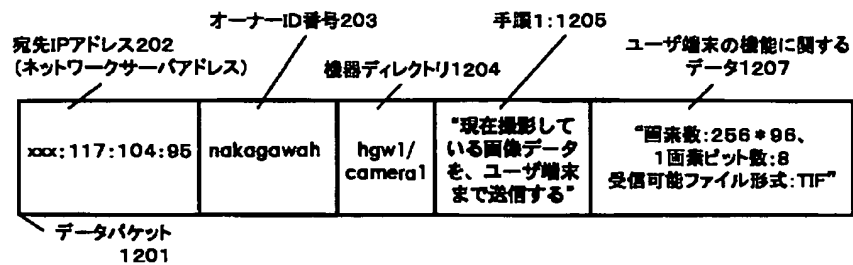 オーナーID番号203
手順1:1205
宛先IPアドレス202
(ネットワークサーバアドレス)
機器ディレクトリ1204
ユーザ端末の機能に関する
データ1207
xxx:117:104:95
nakagawah
hgw1/
camera1
“現在撮影して
いる画像データ
を、ユーザ端末
まで送信する”
“画素数:256*96、
1画素ビット数:8
受信可能ファイル形式:TIF”
データパケット
1201